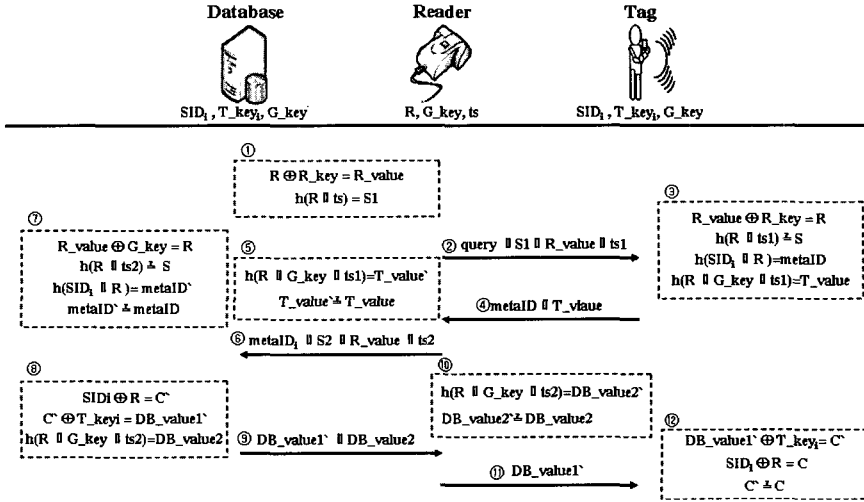 Database Reader Tag
SIDi , T_keyi, G_key R, G_key, ts SIDi , T_keyi, G_key
①
R ⊕ R_key = R_value
h(R ∥ ts) = S1
② query ∥ S1 ∥ R_value ∥ ts1
③
R_value ⊕ R_key = R
h(R ∥ ts1) ≟ S
h(SIDi ∥ R )=metaID
h(R ∥ G_key ∥ ts1)=T_value
④metaID ∥ T_vlaue
⑤
h(R ∥ G_key ∥ ts1)=T_value`
T_value`≟ T_value
⑥ metaIDi ∥ S2 ∥ R_value ∥ ts2
⑦
R_value ⊕ G_key = R
h(R ∥ ts2) ≟ S
h(SIDi ∥ R) = metaID`
metaID` ≟ metaID
⑧
SIDi ⊕ R = C`
C` ⊕ T_keyi = DB_value1`
h(R ∥ G_key ∥ ts2)=DB_value2
⑨ DB_value1` ∥ DB_value2
⑩
h(R ∥ G_key ∥ ts2)=DB_value2`
DB_value2`≟ DB_value2
⑪ DB_value1`
⑫
DB_value1` ⊕ T_keyi= C`
SIDi ⊕ R = C
C` ≟ C